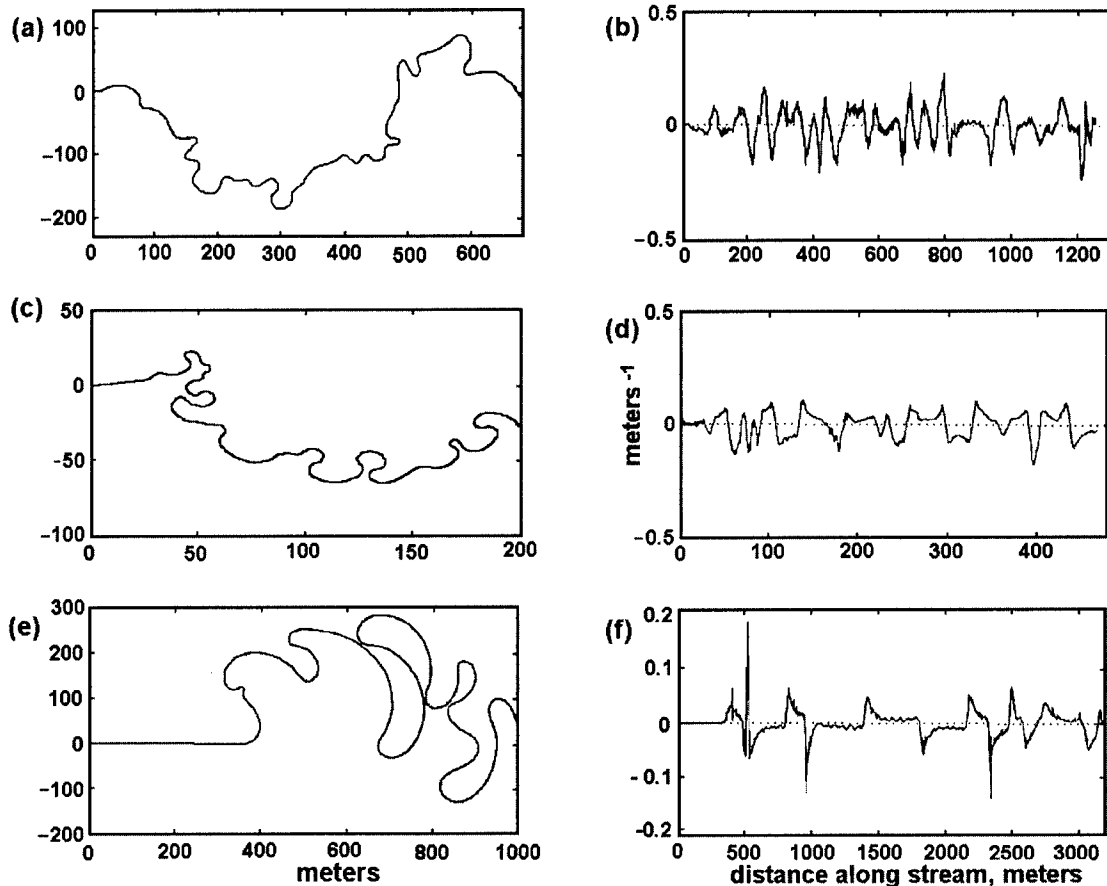 (a)
100
0
−100
−200
0 100 200 300 400 500 600
(b)
0.5
0
−0.5
0 200 400 600 800 1000 1200
(c)
50
0
−50
−100
0 50 100 150 200
(d)
0.5
0
−0.5
meters-1
0 100 200 300 400
(e)
300
200
100
0
−100
−200
0 200 400 600 800 1000
meters
(f)
0.2
0.1
0
- 0.1
-0.2
0 500 1000 1500 2000 2500 3000
distance along stream, meters